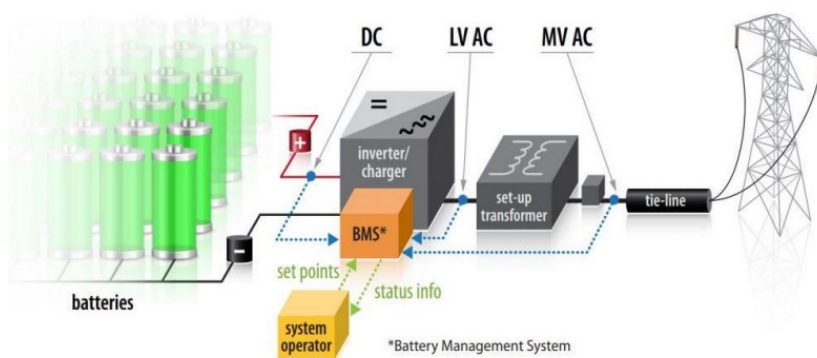 DC
LV AC
MV AC
+
=
inverter/
charger
set-up
transformer
tie-line
BMS*
-
set points
status info
batteries
system
operator
*Battery Management System